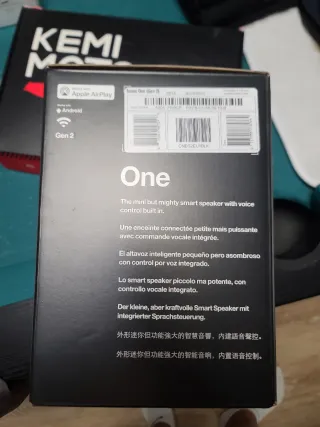 KEMI
MOTO
Apple AirPlay
Android
Gen 2
One
The mini but mighty smart speaker with voice
control built in.
Une enceinte connectée petite mais puissante
avec commande vocale intégrée.
El altavoz inteligente pequeño pero asombroso
con control por voz integrado.
Lo smart speaker piccolo ma potente, con
controllo vocale integrato.
Der kleine, aber kraftvolle Smart Speaker mit
integrierter Sprachsteuerung.
外形迷你但功能強大的智慧音響，內建語音聲控。
外形迷你但功能强大的智能音响，内置语音控制。